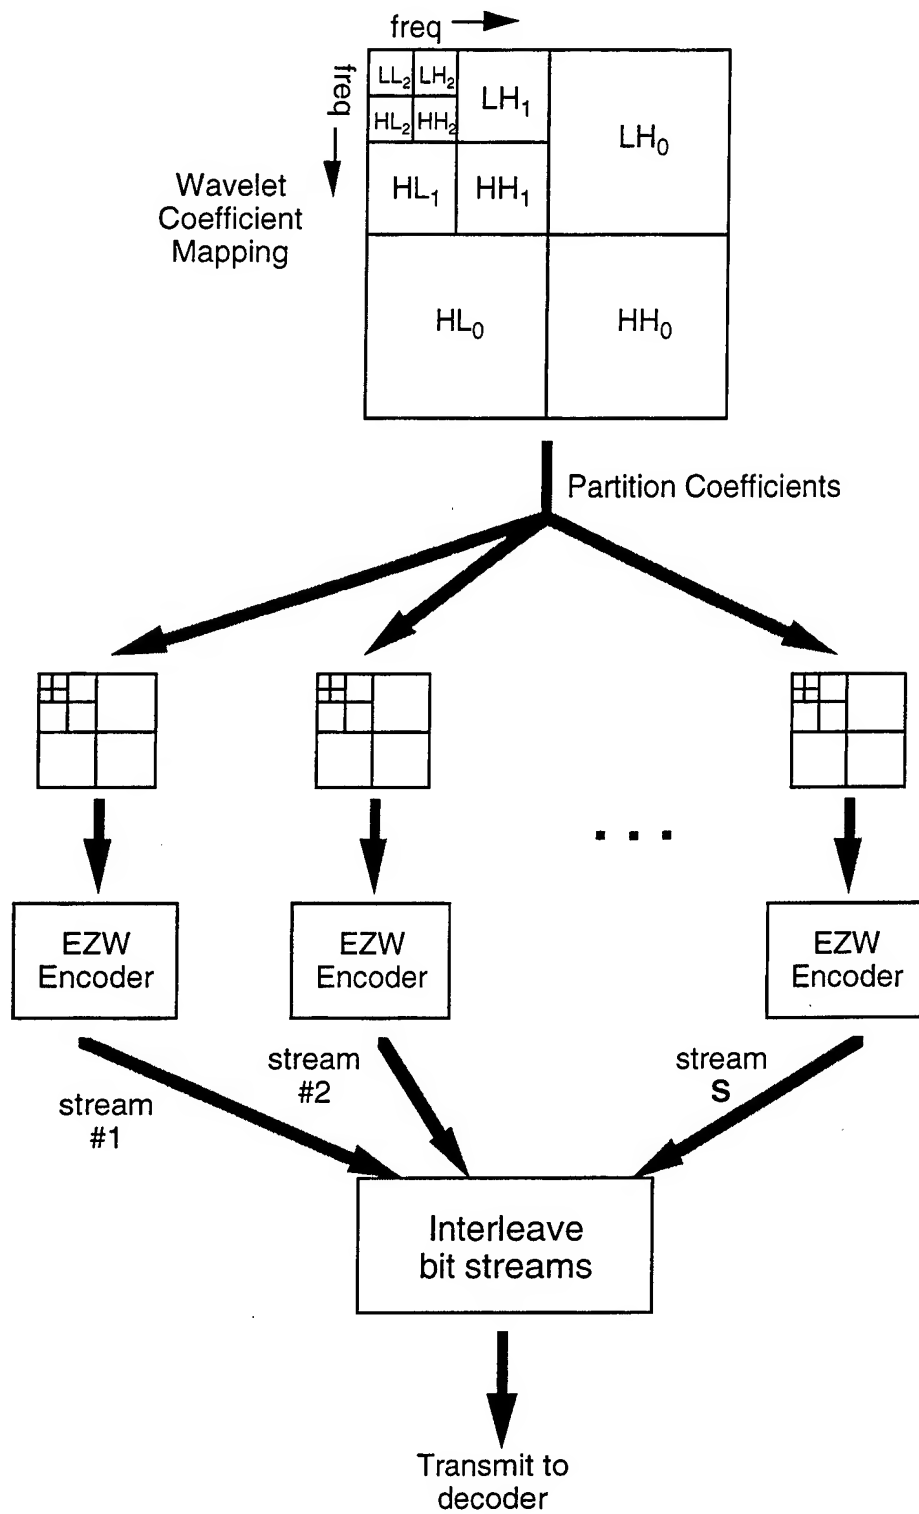 freq
freq
LL₂ LH₂
HL₂ HH₂
LH₁
LH₀
HL₁
HH₁
Wavelet
Coefficient
Mapping
HL₀
HH₀
Partition Coefficients
. . .
EZW
Encoder
EZW
Encoder
EZW
Encoder
stream
#1
stream
#2
stream
S
Interleave
bit streams
Transmit to
decoder